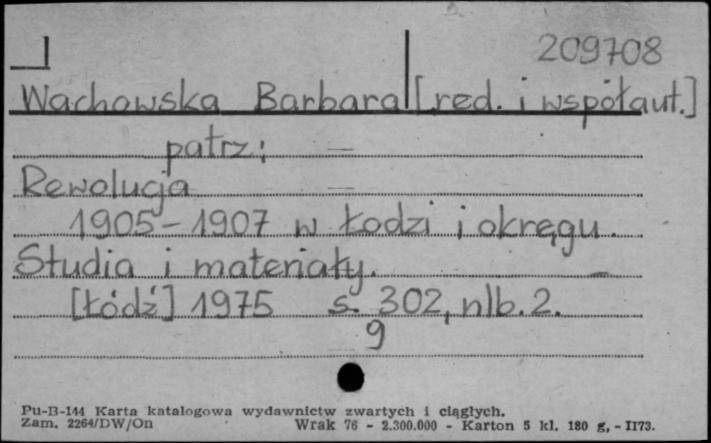 209708
Wachowska Barbara [red. i współaut.]
patrz:
Rewolucja
1905-1907 w Łodzi i okręgu.
Studia i materiały.
[Łódź] 1975 s. 302, nlb. 2.
9
Pu-B-144 Karta katalogowa wydawnictw zwartych i ciągłych.
Zam. 2264/DW/On Wrak 76 - 2.300.000 - Karton 5 kl. 180 g, - II73.